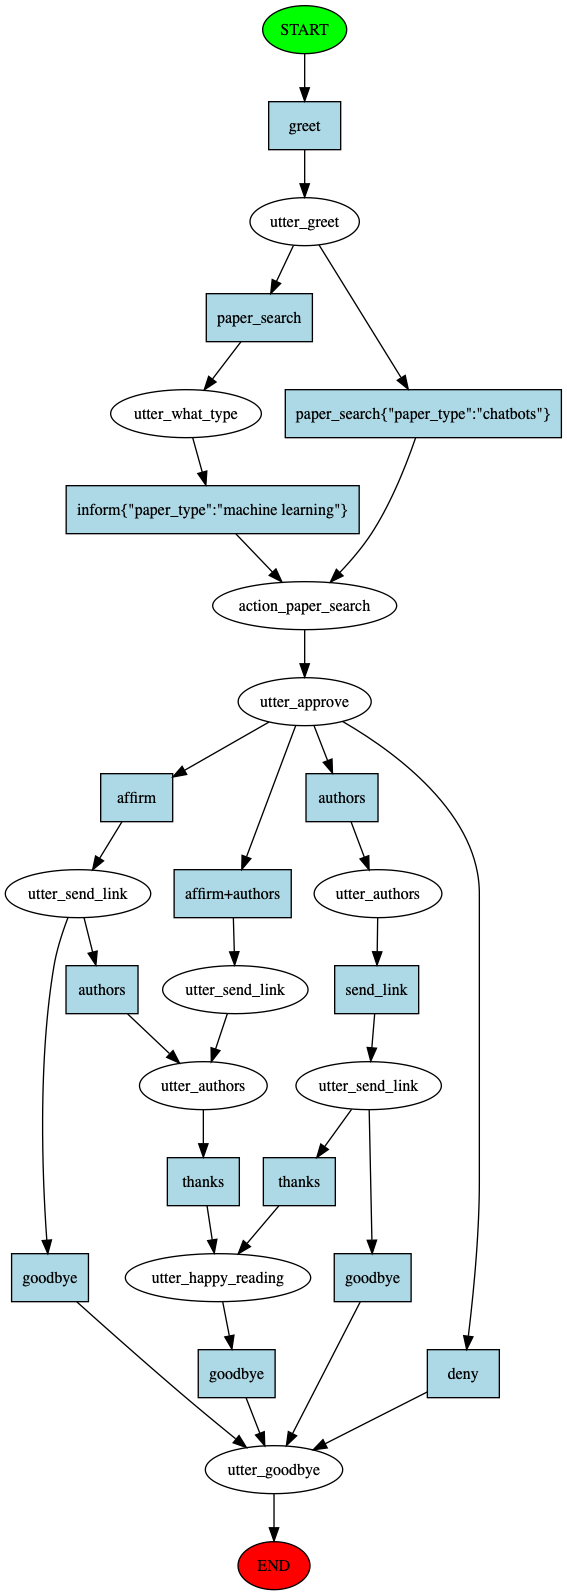 START
greet
utter_greet
paper_search
utter_what_type
paper_search{"paper_type":"chatbots"}
inform{"paper_type":"machine learning"}
action_paper_search
utter_approve
affirm
authors
utter_send_link
affirm+authors
utter_authors
authors
utter_send_link
send_link
utter_authors
utter_send_link
thanks
thanks
goodbye
utter_happy_reading
goodbye
goodbye
deny
utter_goodbye
END